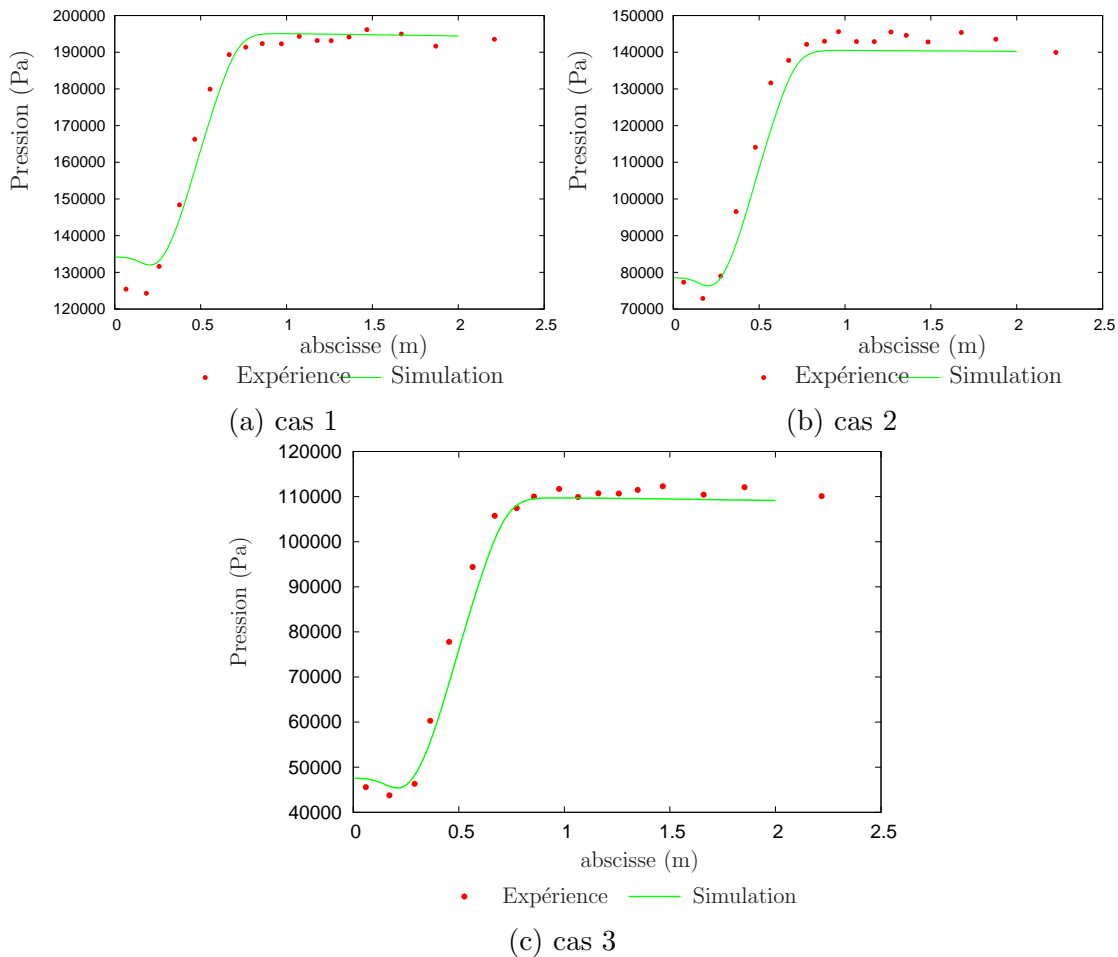 200000
190000
180000
170000
160000
150000
140000
130000
120000
0 0.5 1 1.5 2 2.5
Pression (Pa)
abscisse (m)
Expérience Simulation
(a) cas 1
150000
140000
130000
120000
110000
100000
90000
80000
70000
0 0.5 1 1.5 2 2.5
Pression (Pa)
abscisse (m)
Expérience Simulation
(b) cas 2
120000
110000
100000
90000
80000
70000
60000
50000
40000
0 0.5 1 1.5 2 2.5
Pression (Pa)
abscisse (m)
Expérience Simulation
(c) cas 3